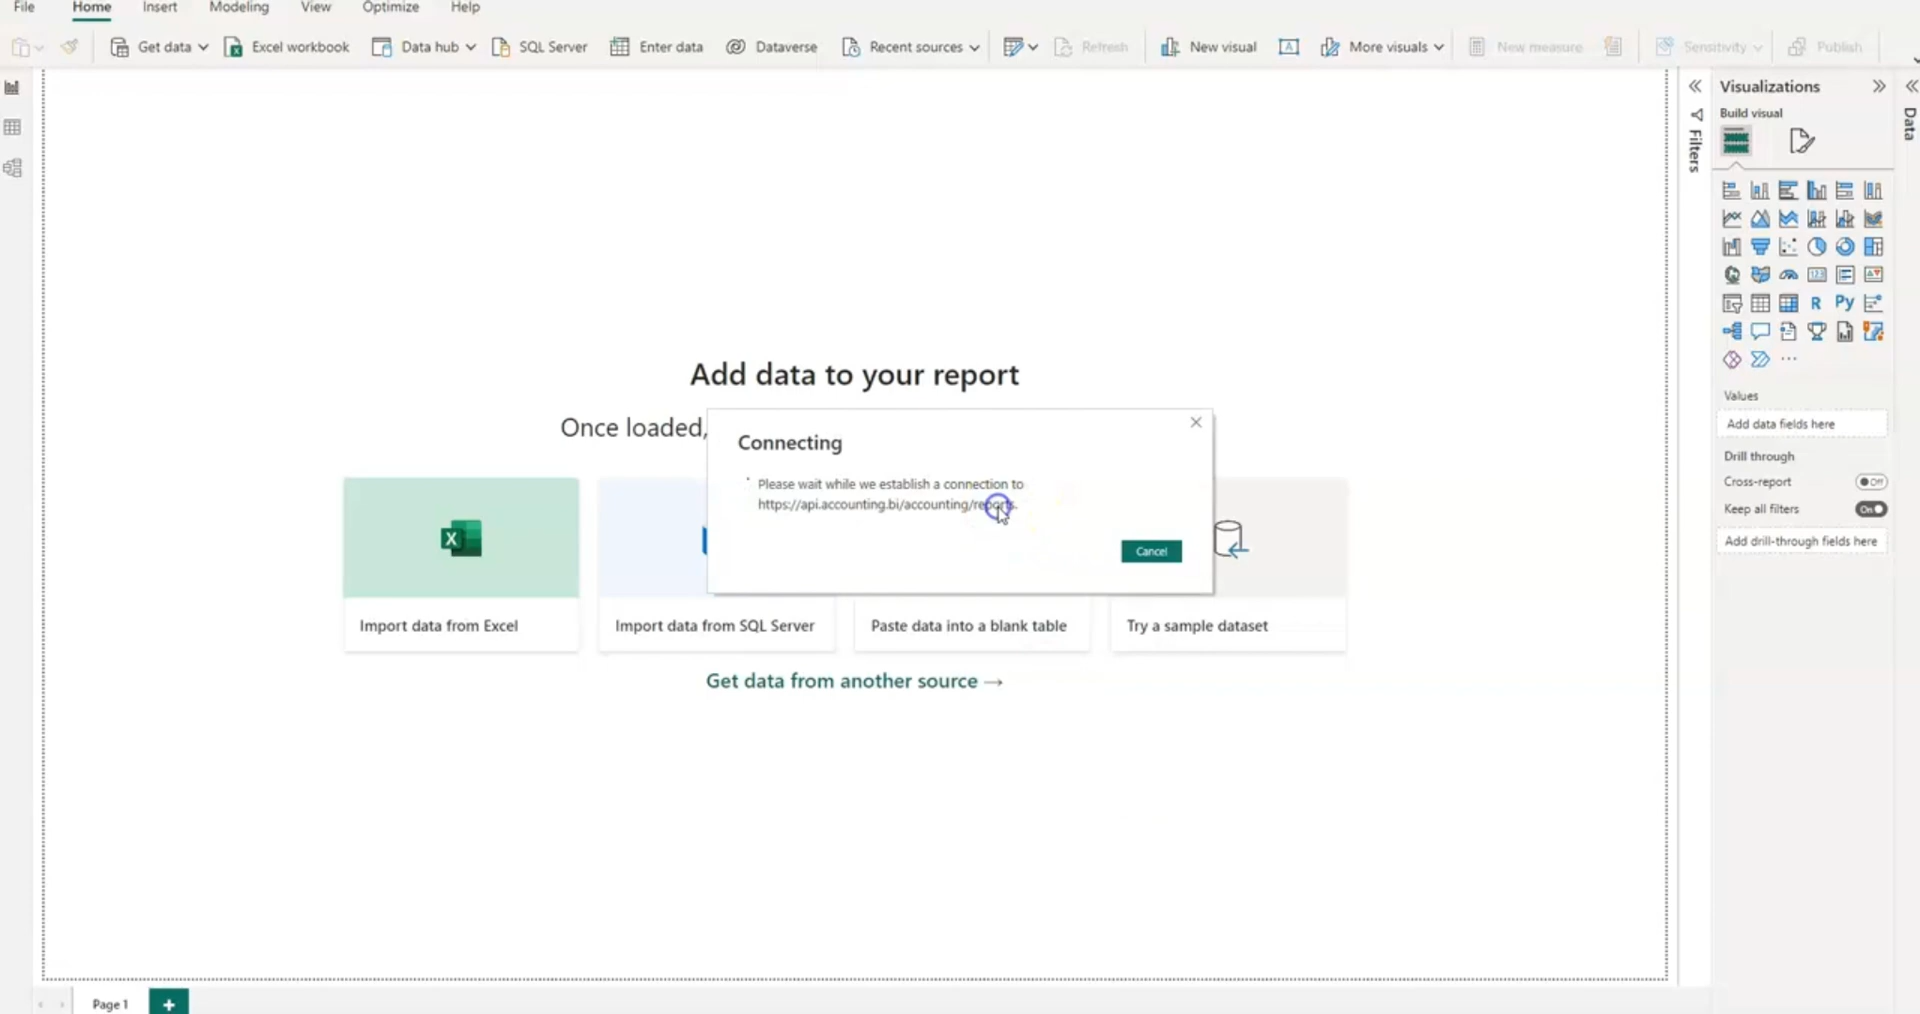 File Home Insert Modeling View Optimize Help
Get data Excel workbook Data hub SQL Server Enter data Dataverse Recent sources Refresh New visual More visuals New measure Sensitivity Publish
Visualizations
Build visual
Filters
Data
R Py
Values
Add data fields here
Drill through
Cross-report Off
Keep all filters On
Add drill-through fields here
Add data to your report
Once loaded,
Connecting
Please wait while we establish a connection to
https://api.accounting.bi/accounting/reports.
Cancel
Import data from Excel
Import data from SQL Server
Paste data into a blank table
Try a sample dataset
Get data from another source →
Page 1